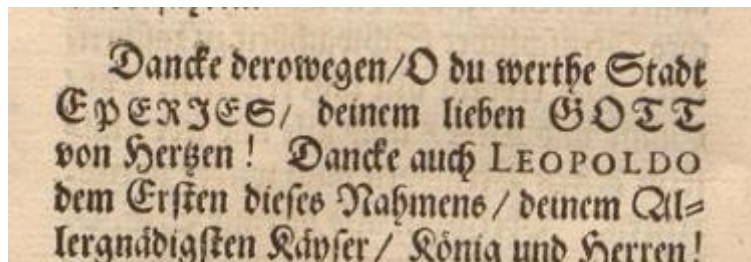 Dancke derowegen/O du werthe Stadt
EPERJES/ deinem lieben GOTT
von Hertzen! Dancke auch LEOPOLDO
dem Ersten dieses Nahmens/ deinem Al⸗
lergnädigsten Käyser/ König und Herren!